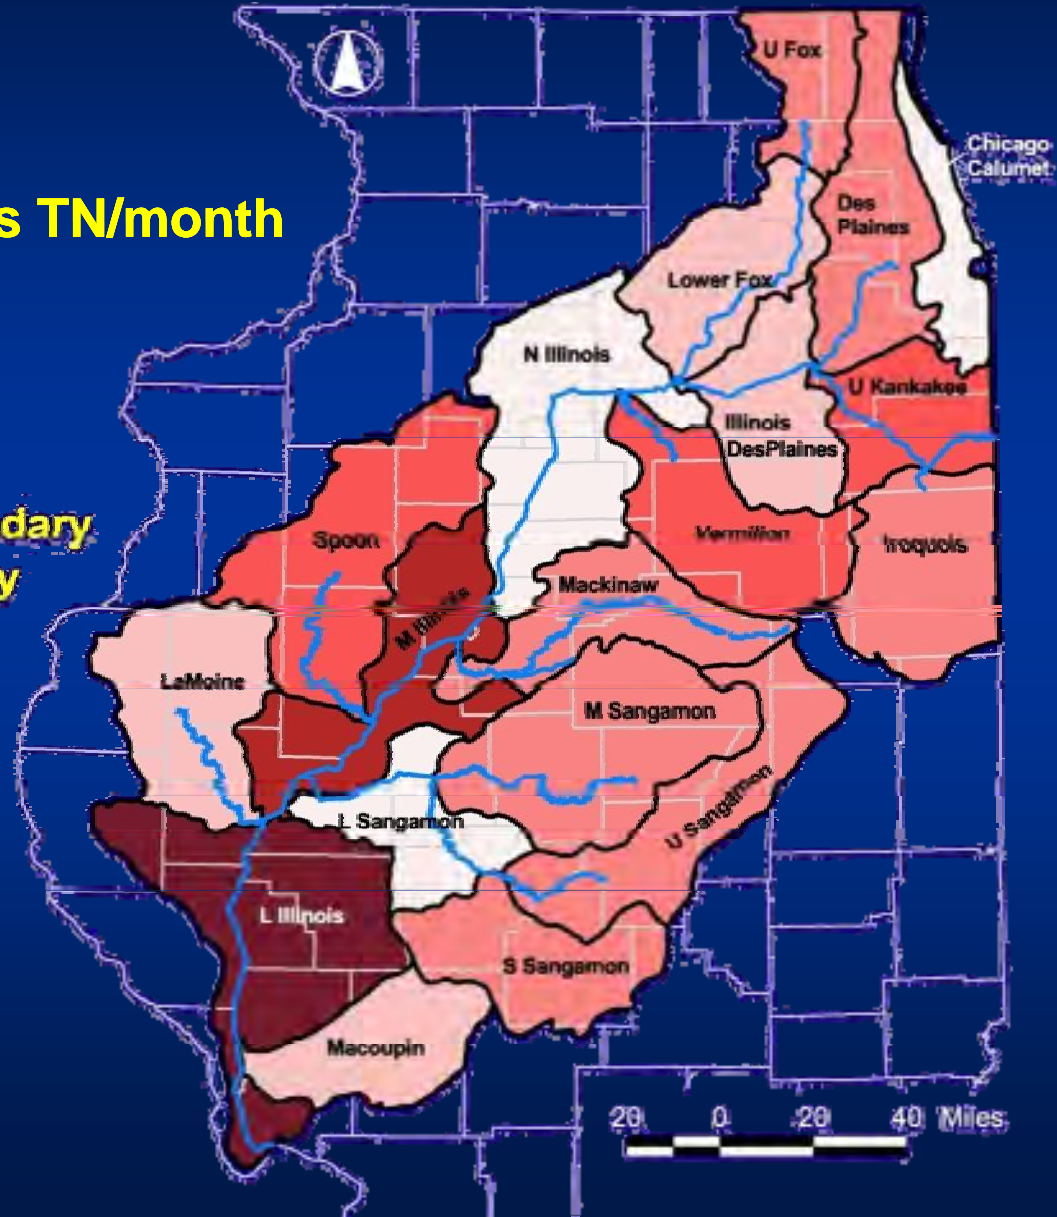 U Fox
Chicago
Calumet
s TN/month
Des
Plaines
Lower Fox
N Illinois
U Kankakee
Illinois
DesPlaines
dary
y
Spoon
Vermilion
Iroquois
Mackinaw
M Illinois
LaMoine
M Sangamon
U Sangamon
L Sangamon
L Illinois
S Sangamon
Macoupin
20 0 20 40 Miles